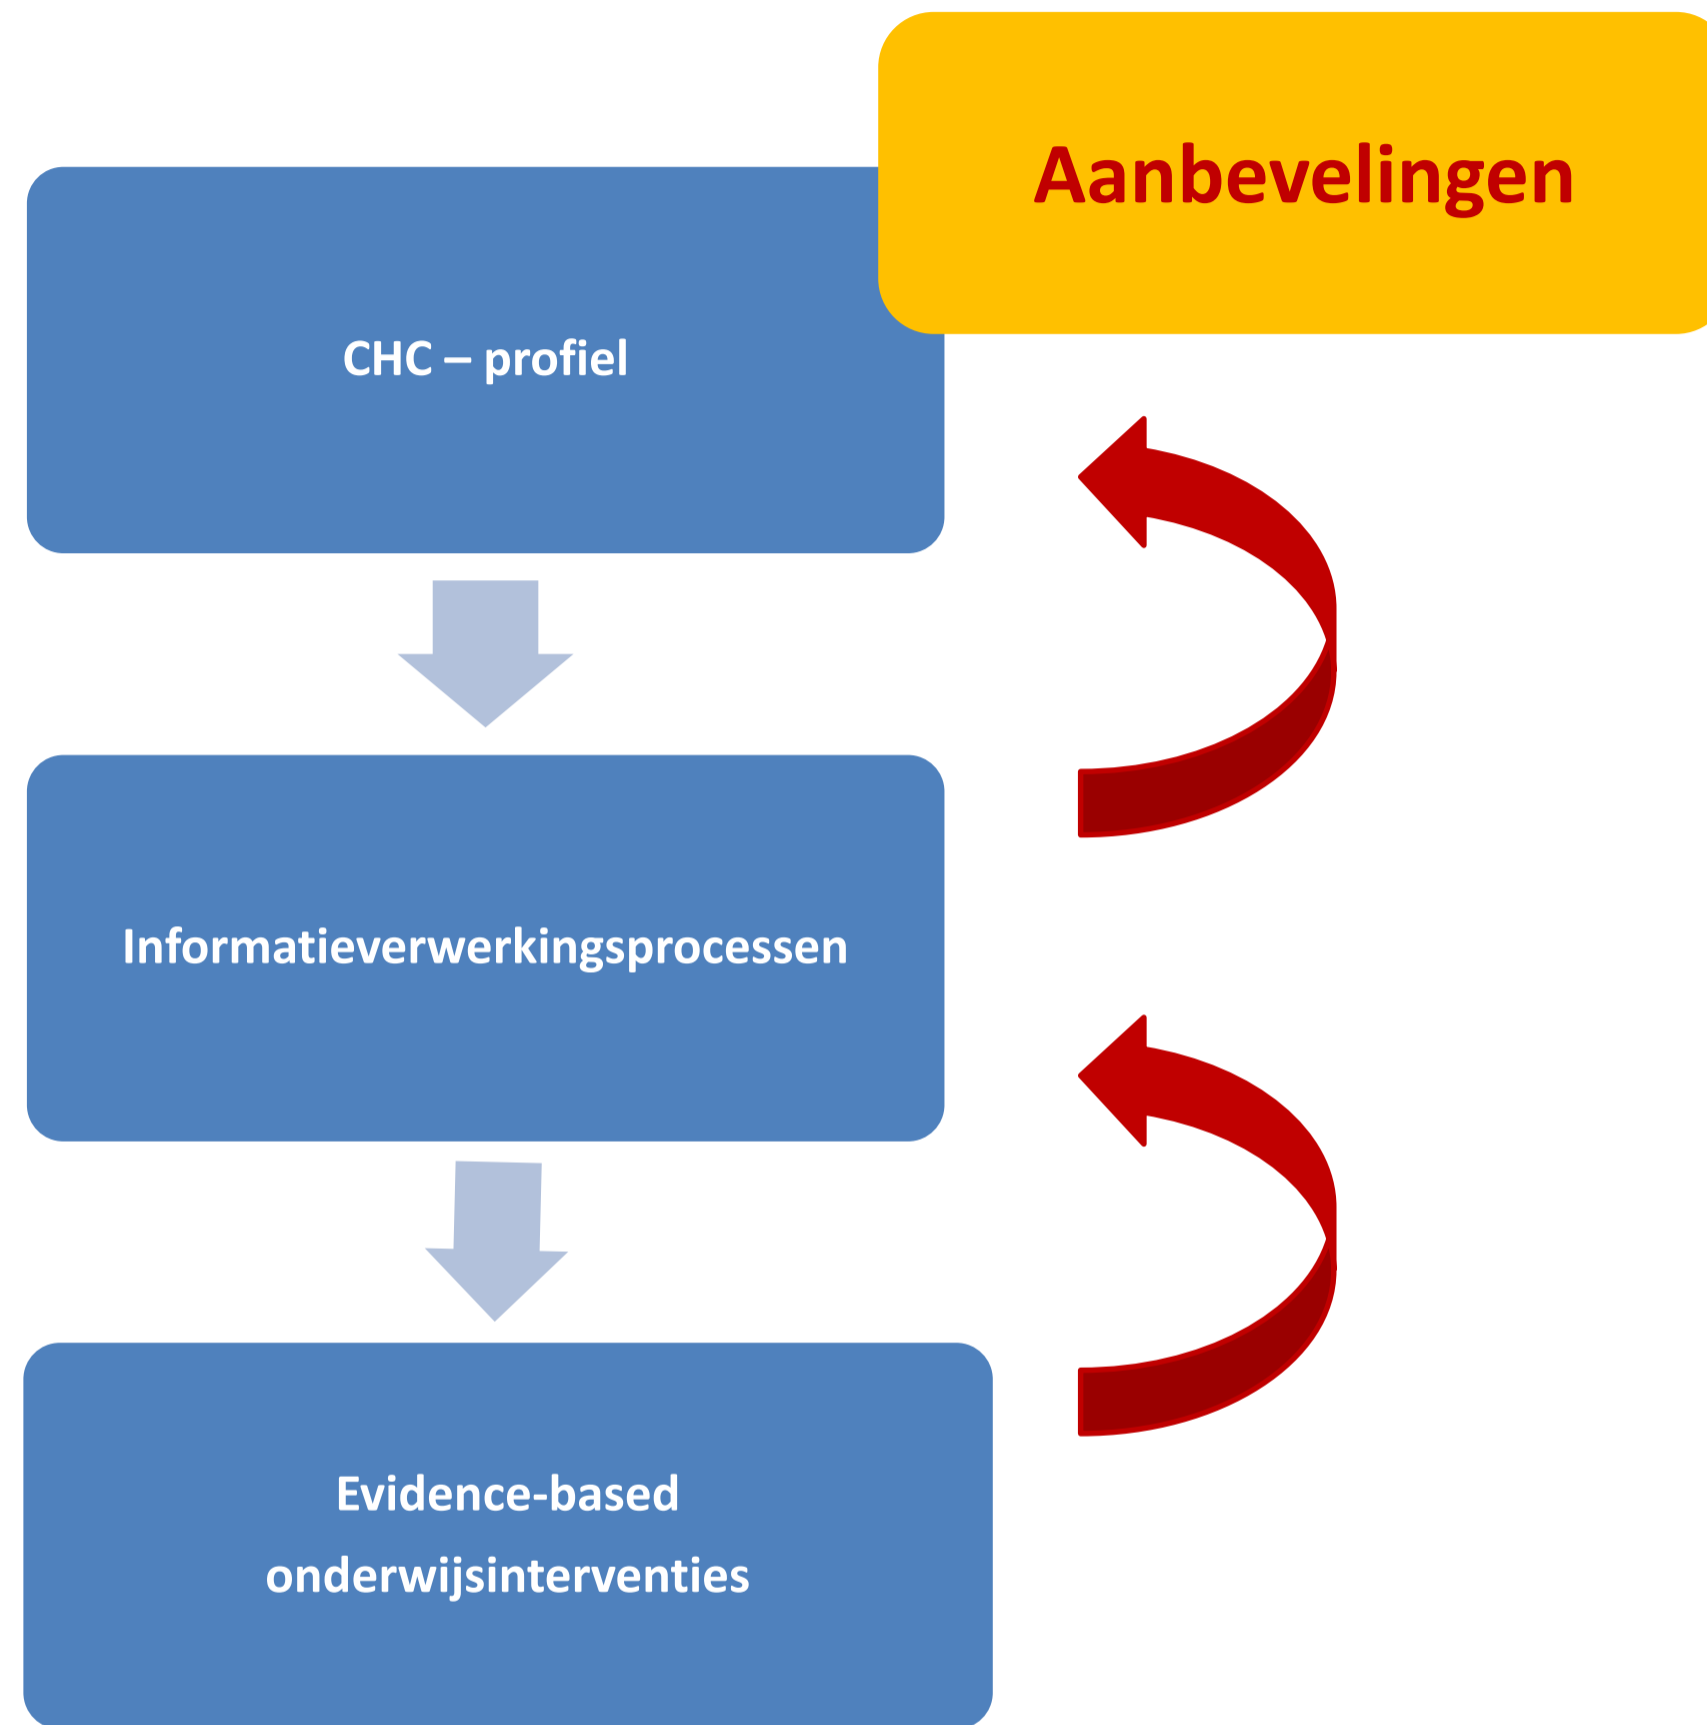 Aanbevelingen
CHC – profiel
Informatieverwerkingsprocessen
Evidence-based
onderwijsinterventies